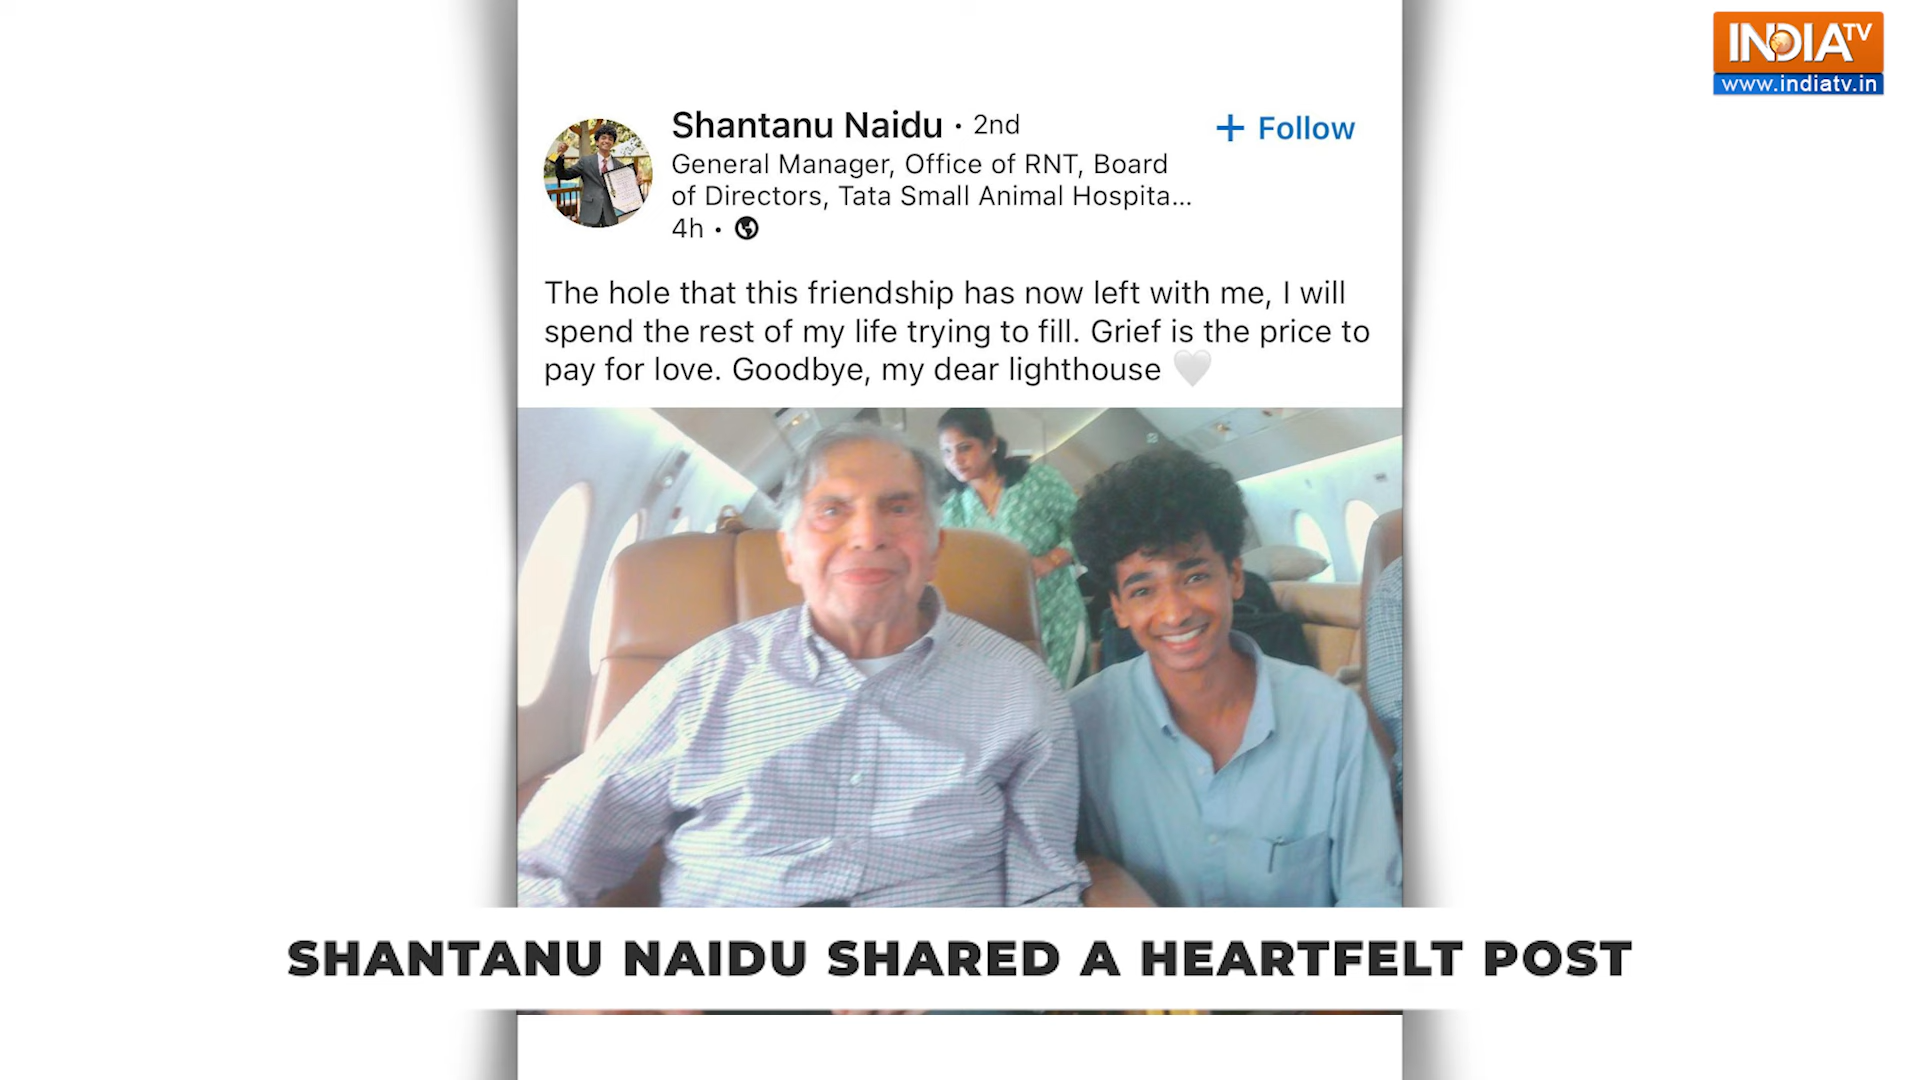 INDIATV
www.indiatv.in
Shantanu Naidu · 2nd
+ Follow
General Manager, Office of RNT, Board
of Directors, Tata Small Animal Hospita...
4h ·
The hole that this friendship has now left with me, I will
spend the rest of my life trying to fill. Grief is the price to
pay for love. Goodbye, my dear lighthouse 🤍
SHANTANU NAIDU SHARED A HEARTFELT POST